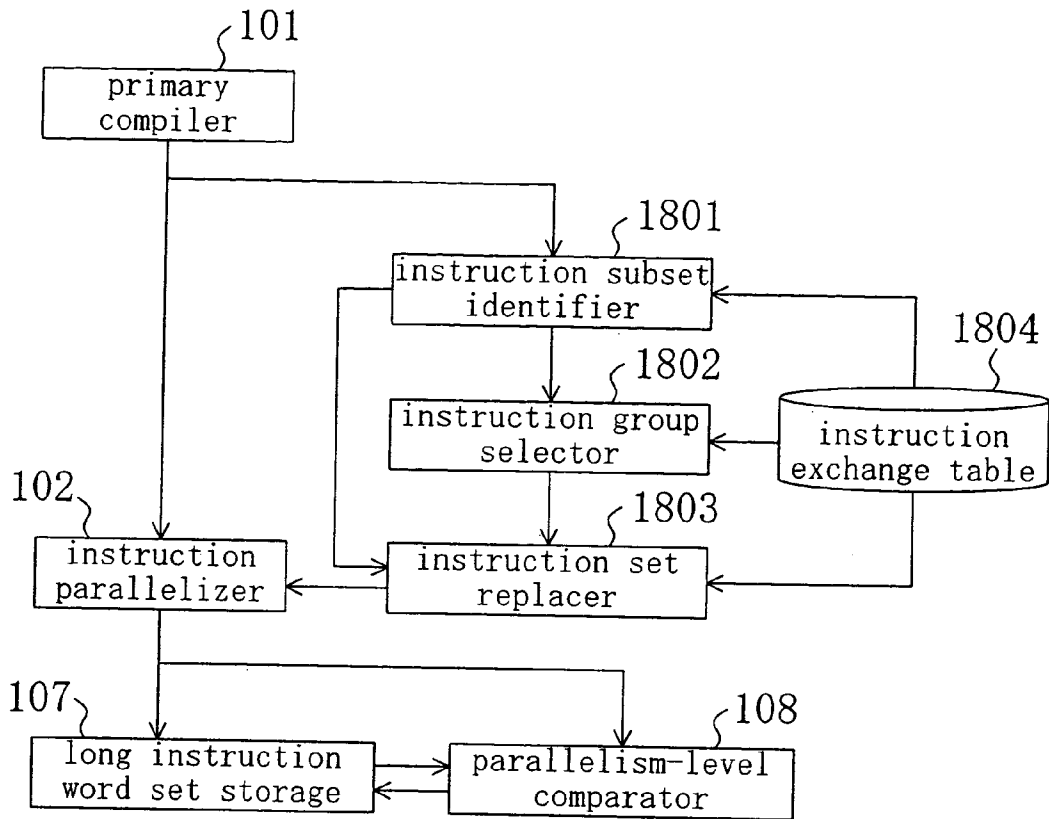 101
primary
compiler
1801
instruction subset
identifier
1804
instruction
exchange table
1802
instruction group
selector
102
instruction
parallelizer
1803
instruction set
replacer
107
long instruction
word set storage
108
parallelism-level
comparator